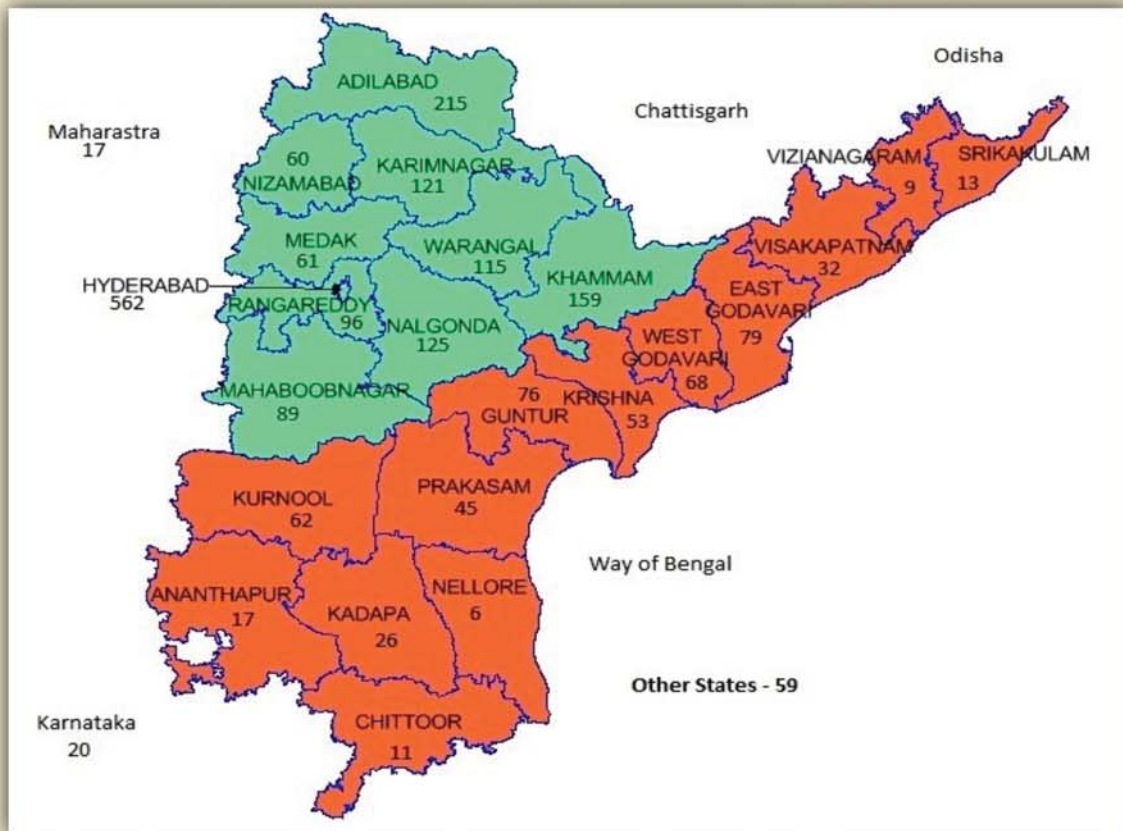 Odisha
Chattisgarh
Maharastra
17
ADILABAD
215
60
NIZAMABAD
KARIMNAGAR
121
VIZIANAGARAM
9
SRIKAKULAM
13
MEDAK
61
WARANGAL
115
VISAKAPATNAM
32
HYDERABAD
562
KHAMMAM
159
RANGAREDDY
96
EAST
GODAVARI
79
NALGONDA
125
WEST
GODAVARI
68
MAHABOOBNAGAR
89
76
GUNTUR
KRISHNA
53
KURNOOL
62
PRAKASAM
45
Way of Bengal
ANANTHAPUR
17
KADAPA
26
NELLORE
6
Other States - 59
Karnataka
20
CHITTOOR
11